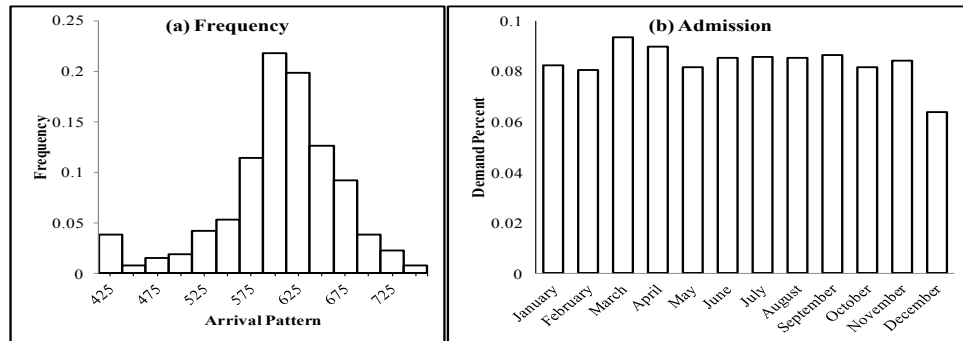 (a) Frequency
Frequency
0.25
0.2
0.15
0.1
0.05
0
425
475
525
575
625
675
725
Arrival Pattern
(b) Admission
Demand Percent
0.1
0.08
0.06
0.04
0.02
0
January
February
March
April
May
June
July
August
September
October
November
December